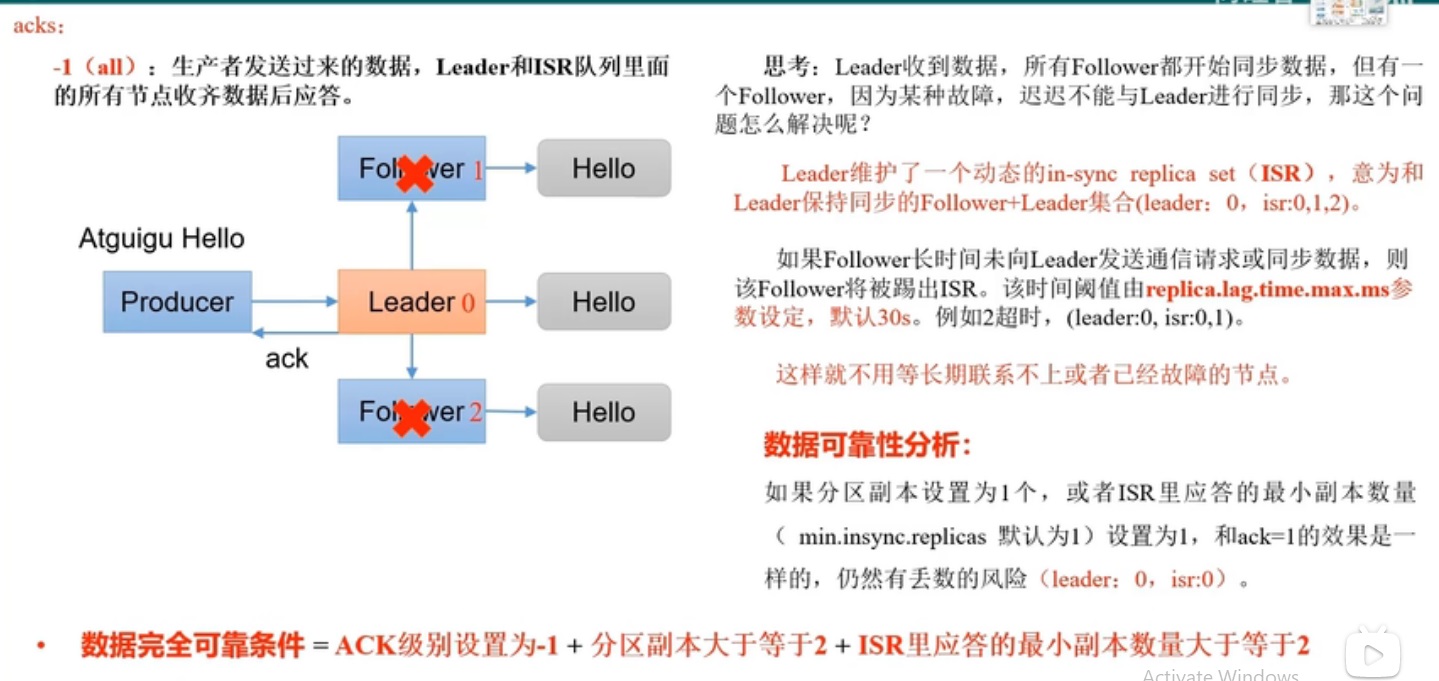 acks：
-1（all）：生产者发送过来的数据，Leader和ISR队列里面
的所有节点收齐数据后应答。
Follower 1
Hello
Atguigu Hello
Producer
Leader 0
Hello
ack
Follower 2
Hello
思考：Leader收到数据，所有Follower都开始同步数据，但有一
个Follower，因为某种故障，迟迟不能与Leader进行同步，那这个问
题怎么解决呢？
Leader维护了一个动态的in-sync replica set（ISR），意为和
Leader保持同步的Follower+Leader集合(leader：0，isr:0,1,2)。
如果Follower长时间未向Leader发送通信请求或同步数据，则
该Follower将被踢出ISR。该时间阈值由replica.lag.time.max.ms参
数设定，默认30s。例如2超时，(leader:0, isr:0,1)。
这样就不用等长期联系不上或者已经故障的节点。
数据可靠性分析：
如果分区副本设置为1个，或者ISR里应答的最小副本数量
（ min.insync.replicas 默认为1）设置为1，和ack=1的效果是一
样的，仍然有丢数的风险（leader：0，isr:0）。
• 数据完全可靠条件 = ACK级别设置为-1 + 分区副本大于等于2 + ISR里应答的最小副本数量大于等于2
Activate Windows